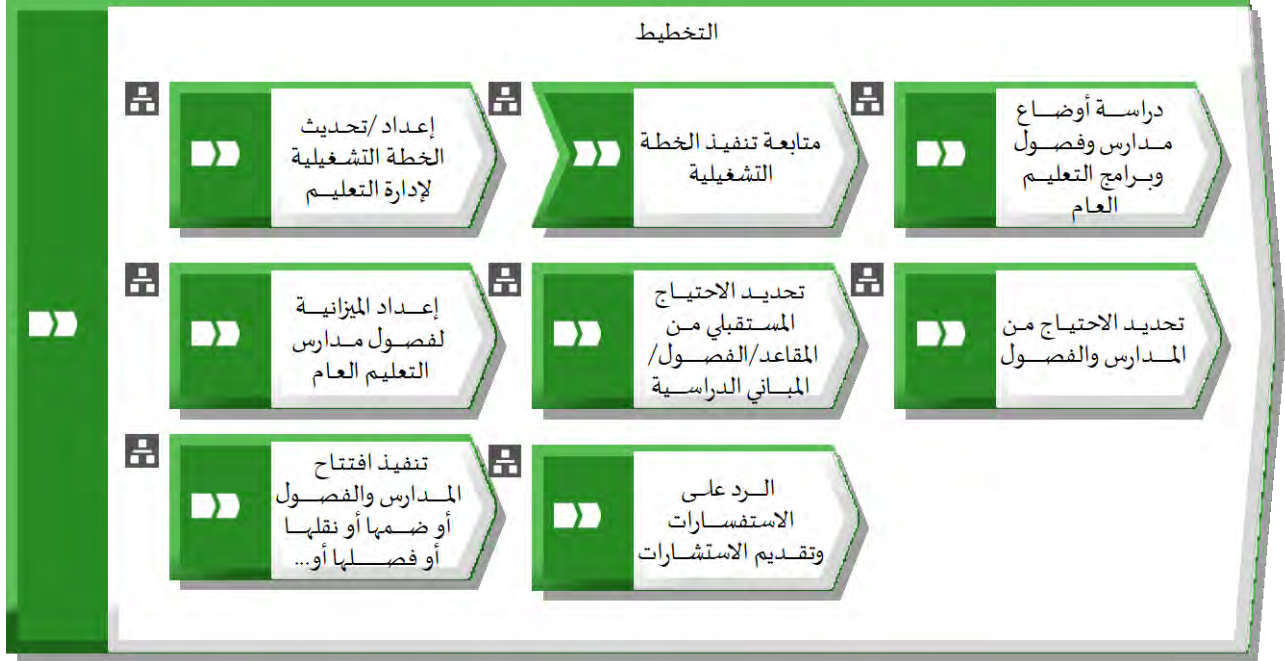 التخطيط
إعداد/تحديث
الخطة التشغيلية
لإدارة التعليم
متابعة تنفيذ الخطة
التشغيلية
دراسة أوضاع
مدارس وفصول
وبرامج التعليم
العام
إعداد الميزانية
لفصول مدارس
التعليم العام
تحديد الاحتياج
المستقبلي من
المقاعد/الفصول/
المباني الدراسية
تحديد الاحتياج من
المدارس والفصول
تنفيذ افتتاح
المدارس والفصول
أو ضمها أو نقلها
أو فصلها أو...
الرد على
الاستفسارات
وتقديم الاستشارات